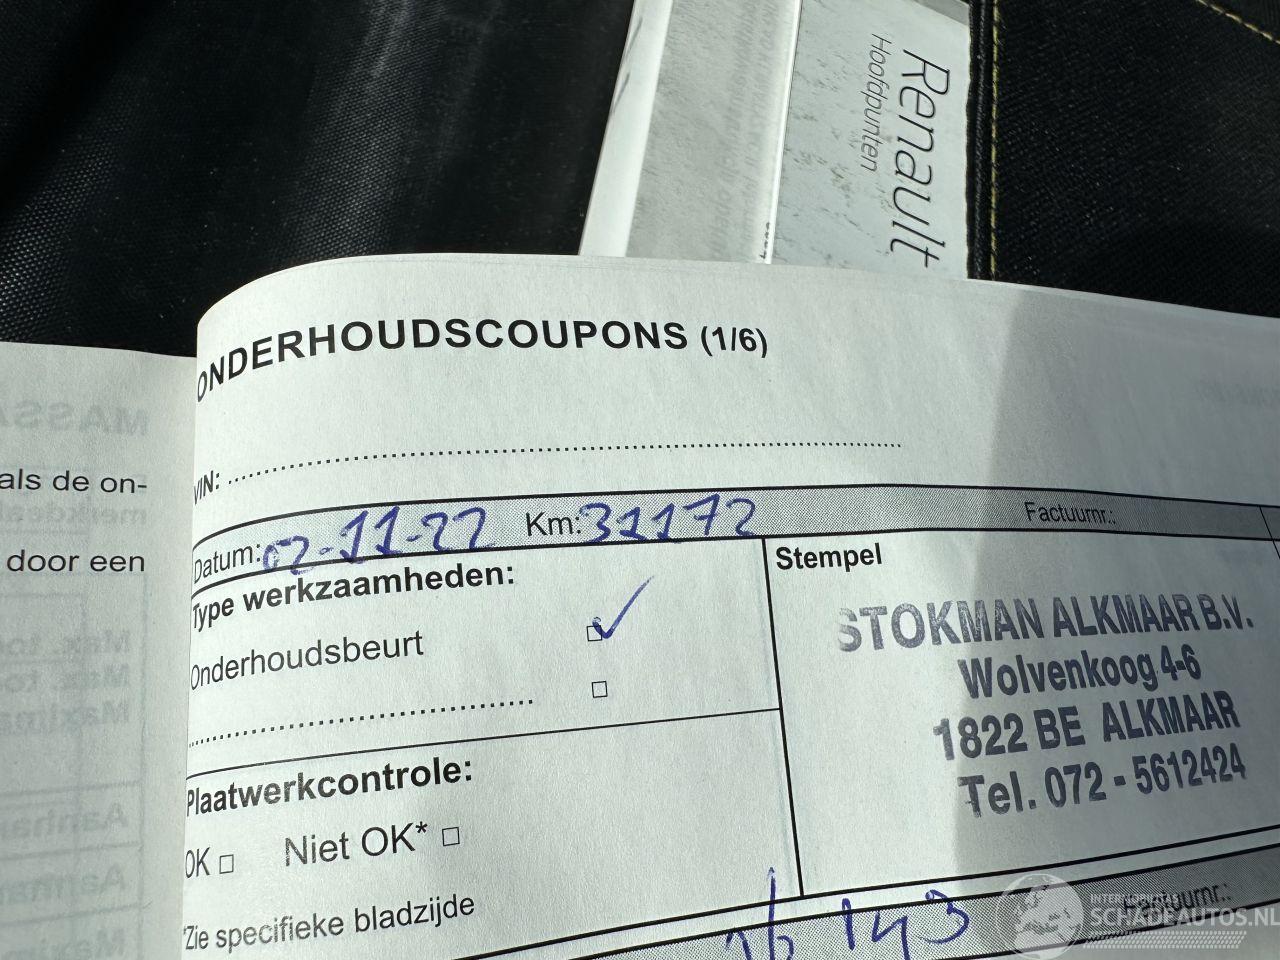 Renault
Hoofdpunten
ONDERHOUDSCOUPONS (1/6)
als de on-
door een
VIN:
Datum: 02-11-22 Km: 31172 Factuurnr.:
Type werkzaamheden:
Onderhoudsbeurt
Stempel
STOKMAN ALKMAAR B.V.
Wolvenkoog 4-6
1822 BE ALKMAAR
Tel. 072 - 5612424
Plaatwerkcontrole:
OK □ Niet OK* □
*Zie specifieke bladzijde
Factuurnr.:
INTERMOBILITAS
SCHADEAUTOS.NL